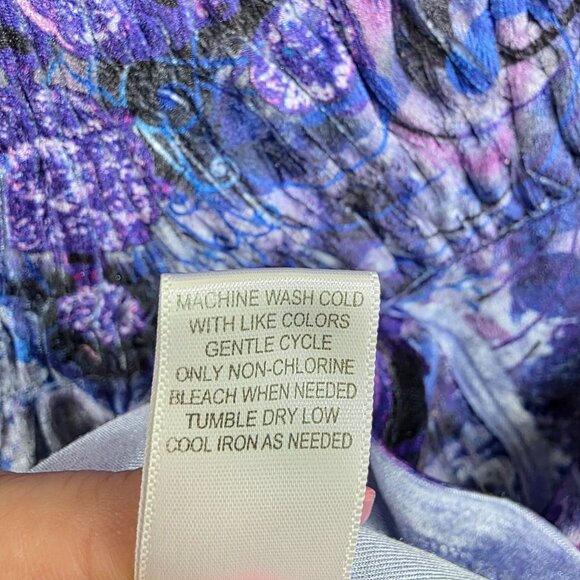 MACHINE WASH COLD
WITH LIKE COLORS
GENTLE CYCLE
ONLY NON-CHLORINE
BLEACH WHEN NEEDED
TUMBLE DRY LOW
COOL IRON AS NEEDED